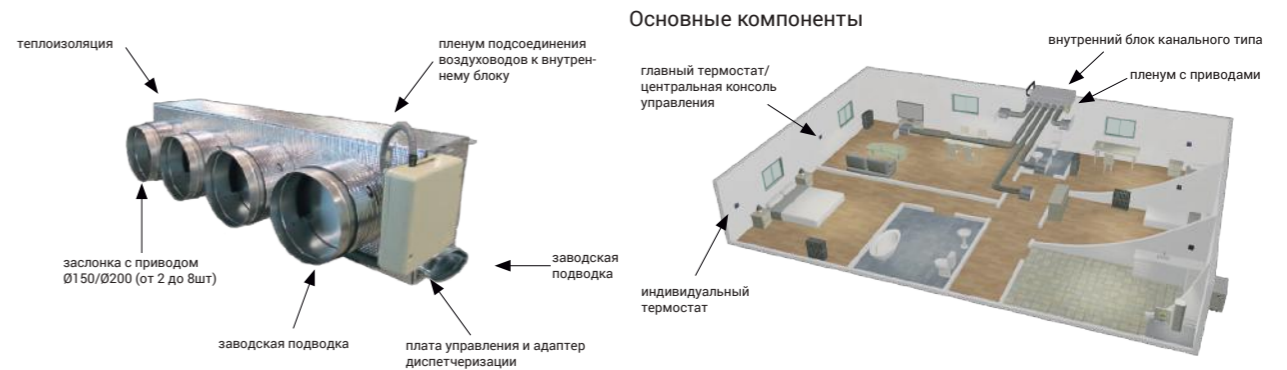 Основные компоненты
теплоизоляция
пленум подсоединения
воздуховодов к внутрен-
нему блоку
заслонка с приводом
Ø150/Ø200 (от 2 до 8шт)
заводская подводка
плата управления и адаптер
диспетчеризации
заводская
подводка
главный термостат/
центральная консоль
управления
внутренний блок канального типа
пленум с приводами
индивидуальный
термостат